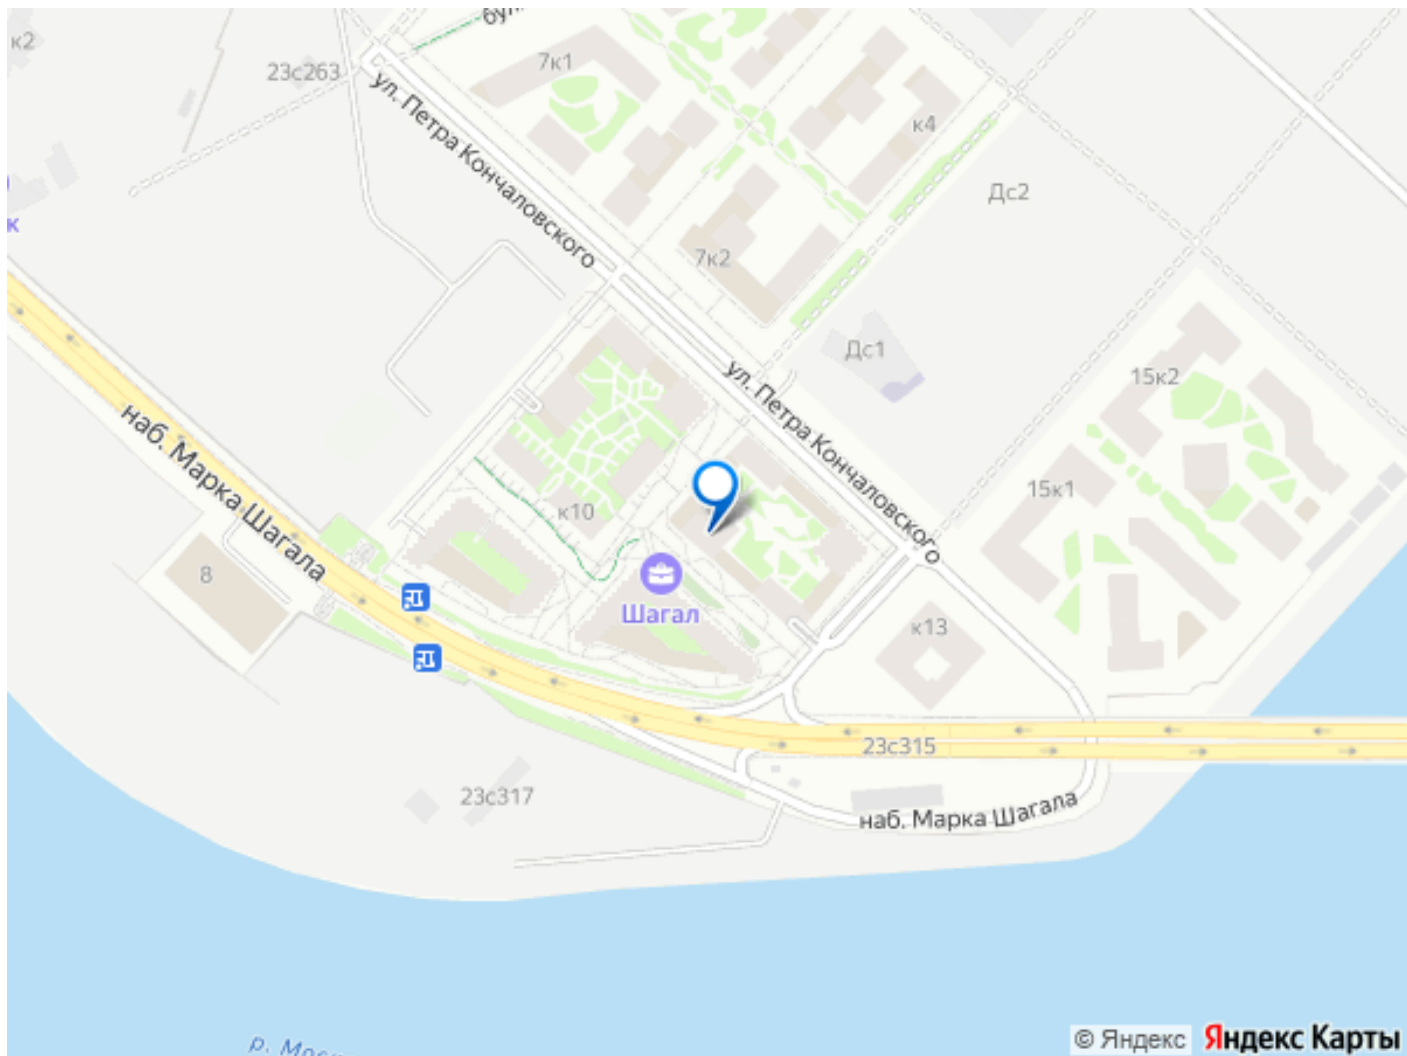 к2
23с263
7к1
ул. Петра Кончаловского
к4
Дс2
к
7к2
Дс1
ул. Петра Кончаловского
15к2
наб. Марка Шагала
15к1
к10
8
Шагал
к13
23с315
23с317
наб. Марка Шагала
© Яндекс Яндекс Карты